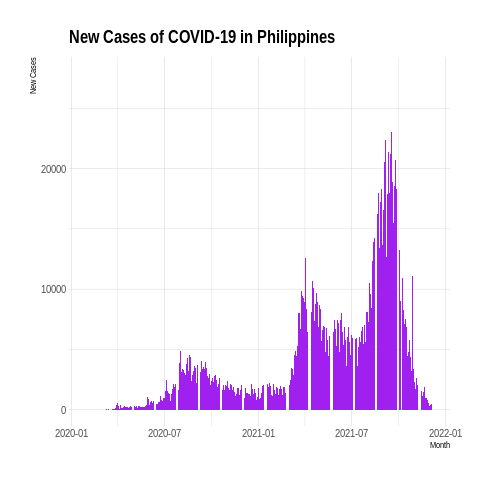 New Cases of COVID-19 in Philippines
New Cases
20000
10000
0
2020-01 2020-07 2021-01 2021-07 2022-01
Month